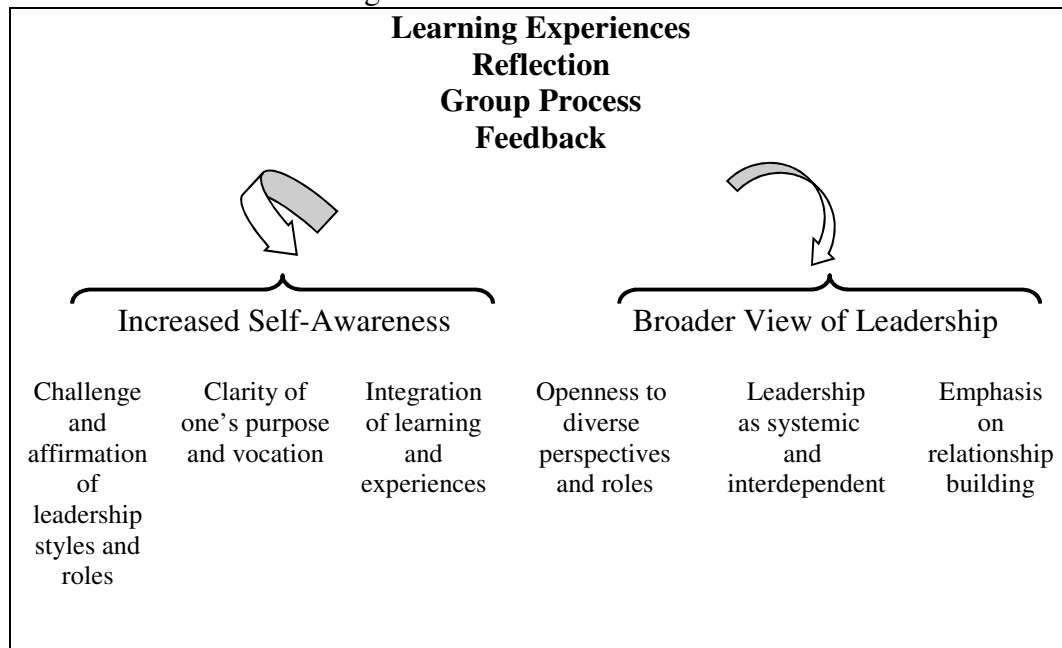 Learning Experiences
Reflection
Group Process
Feedback
Increased Self-Awareness
Broader View of Leadership
Challenge
and
affirmation
of
leadership
styles and
roles
Clarity of
one’s purpose
and vocation
Integration
of learning
and
experiences
Openness to
diverse
perspectives
and roles
Leadership
as systemic
and
interdependent
Emphasis
on
relationship
building